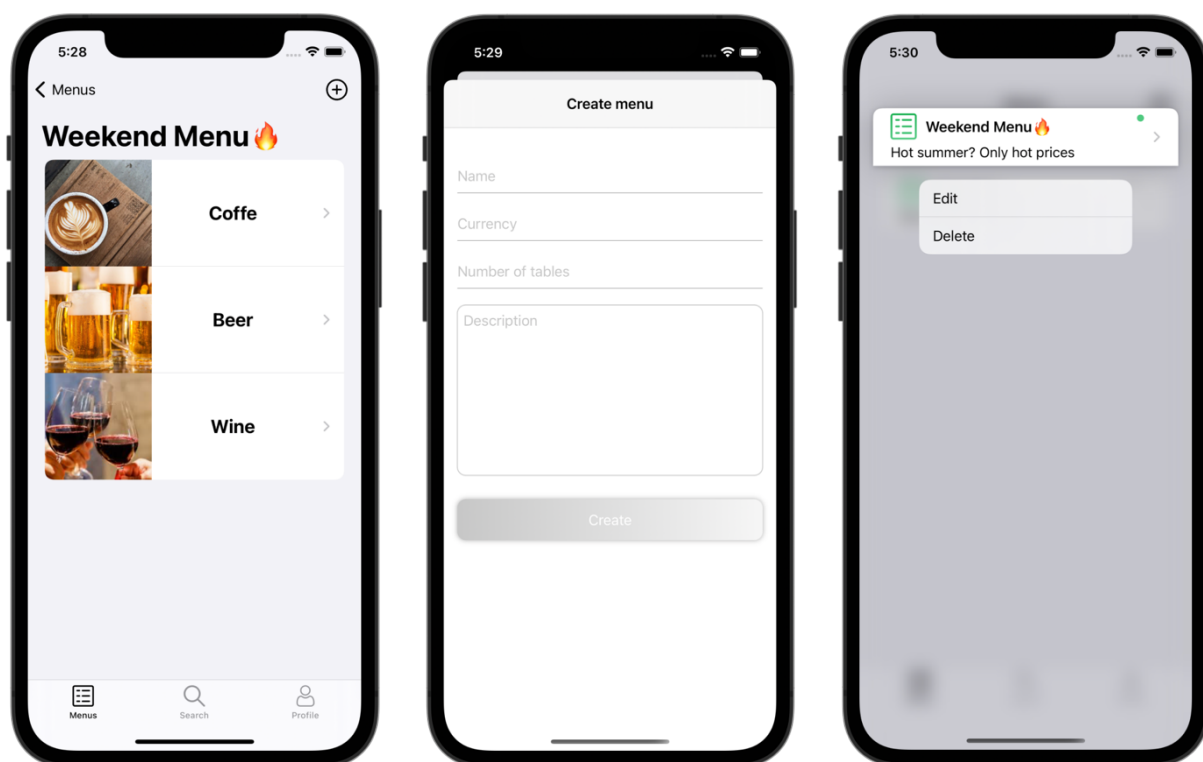 5:28
Menus
Weekend Menu🔥
Coffe
Beer
Wine
Menus
Search
Profile
5:29
Create menu
Name
Currency
Number of tables
Description
Create
5:30
Weekend Menu🔥
Hot summer? Only hot prices
Edit
Delete